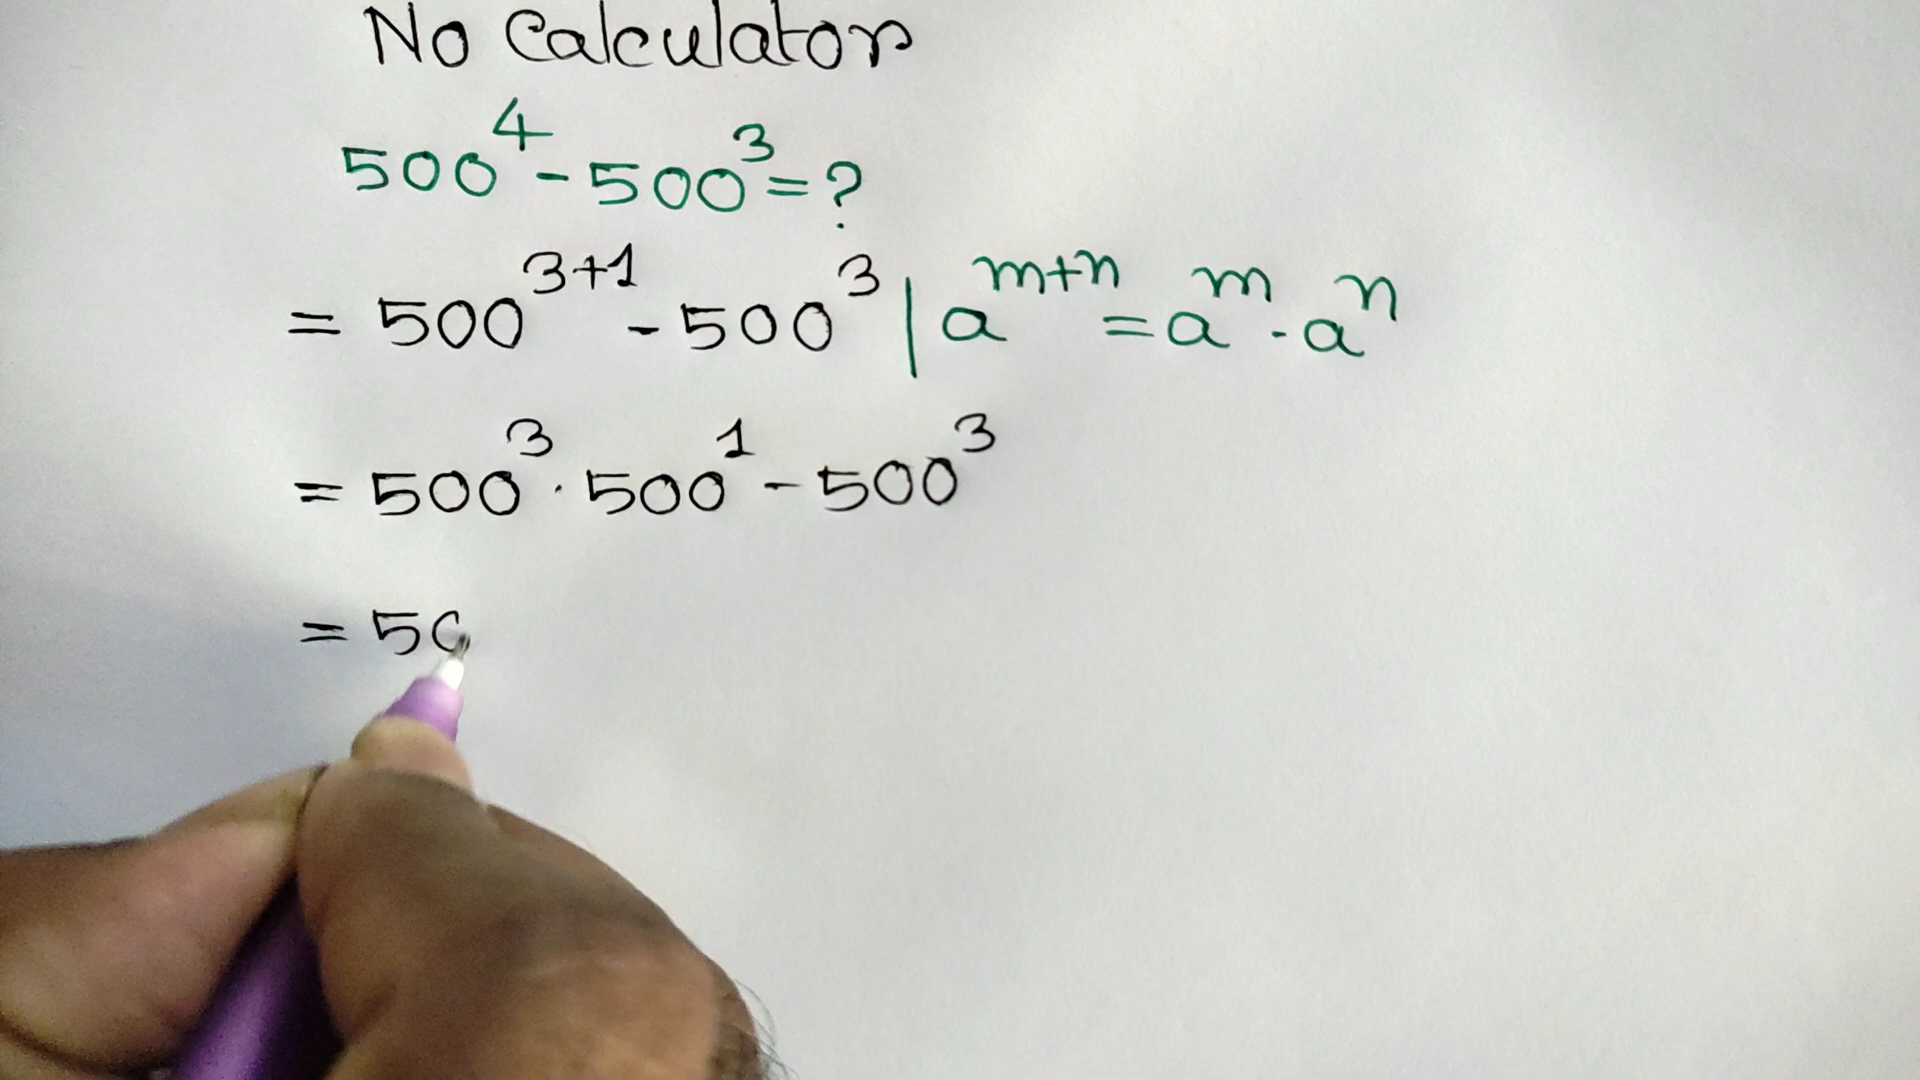 No Calculator
500⁴ - 500³ = ?
= 500³⁺¹ - 500³ | aᵐ⁺ⁿ = aᵐ · aⁿ
= 500³ · 500¹ - 500³
= 50